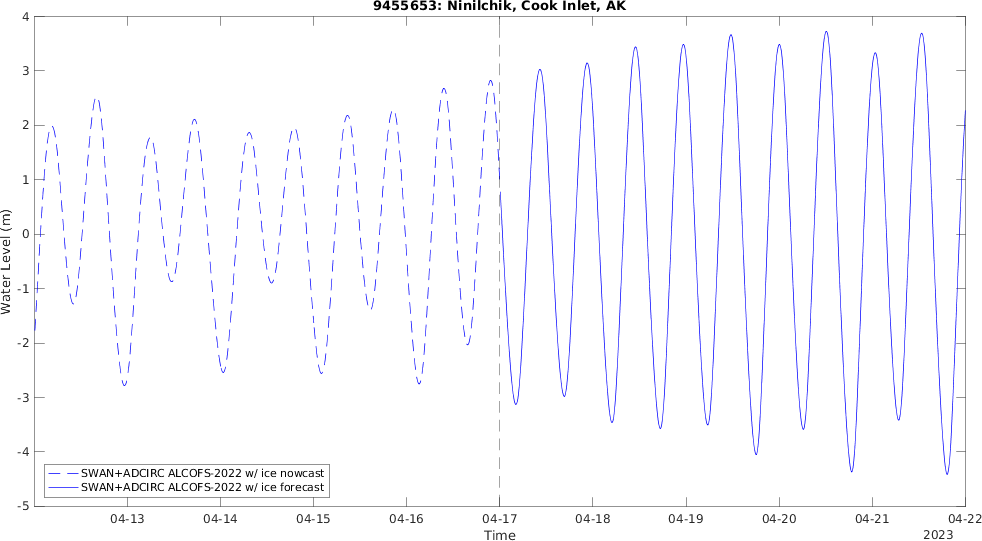 9455653: Ninilchik, Cook Inlet, AK
4
3
2
1
0
-1
-2
-3
-4
-5
Water Level (m)
SWAN+ADCIRC ALCOFS-2022 w/ ice nowcast
SWAN+ADCIRC ALCOFS-2022 w/ ice forecast
04-13 04-14 04-15 04-16 04-17 04-18 04-19 04-20 04-21 04-22
Time
2023